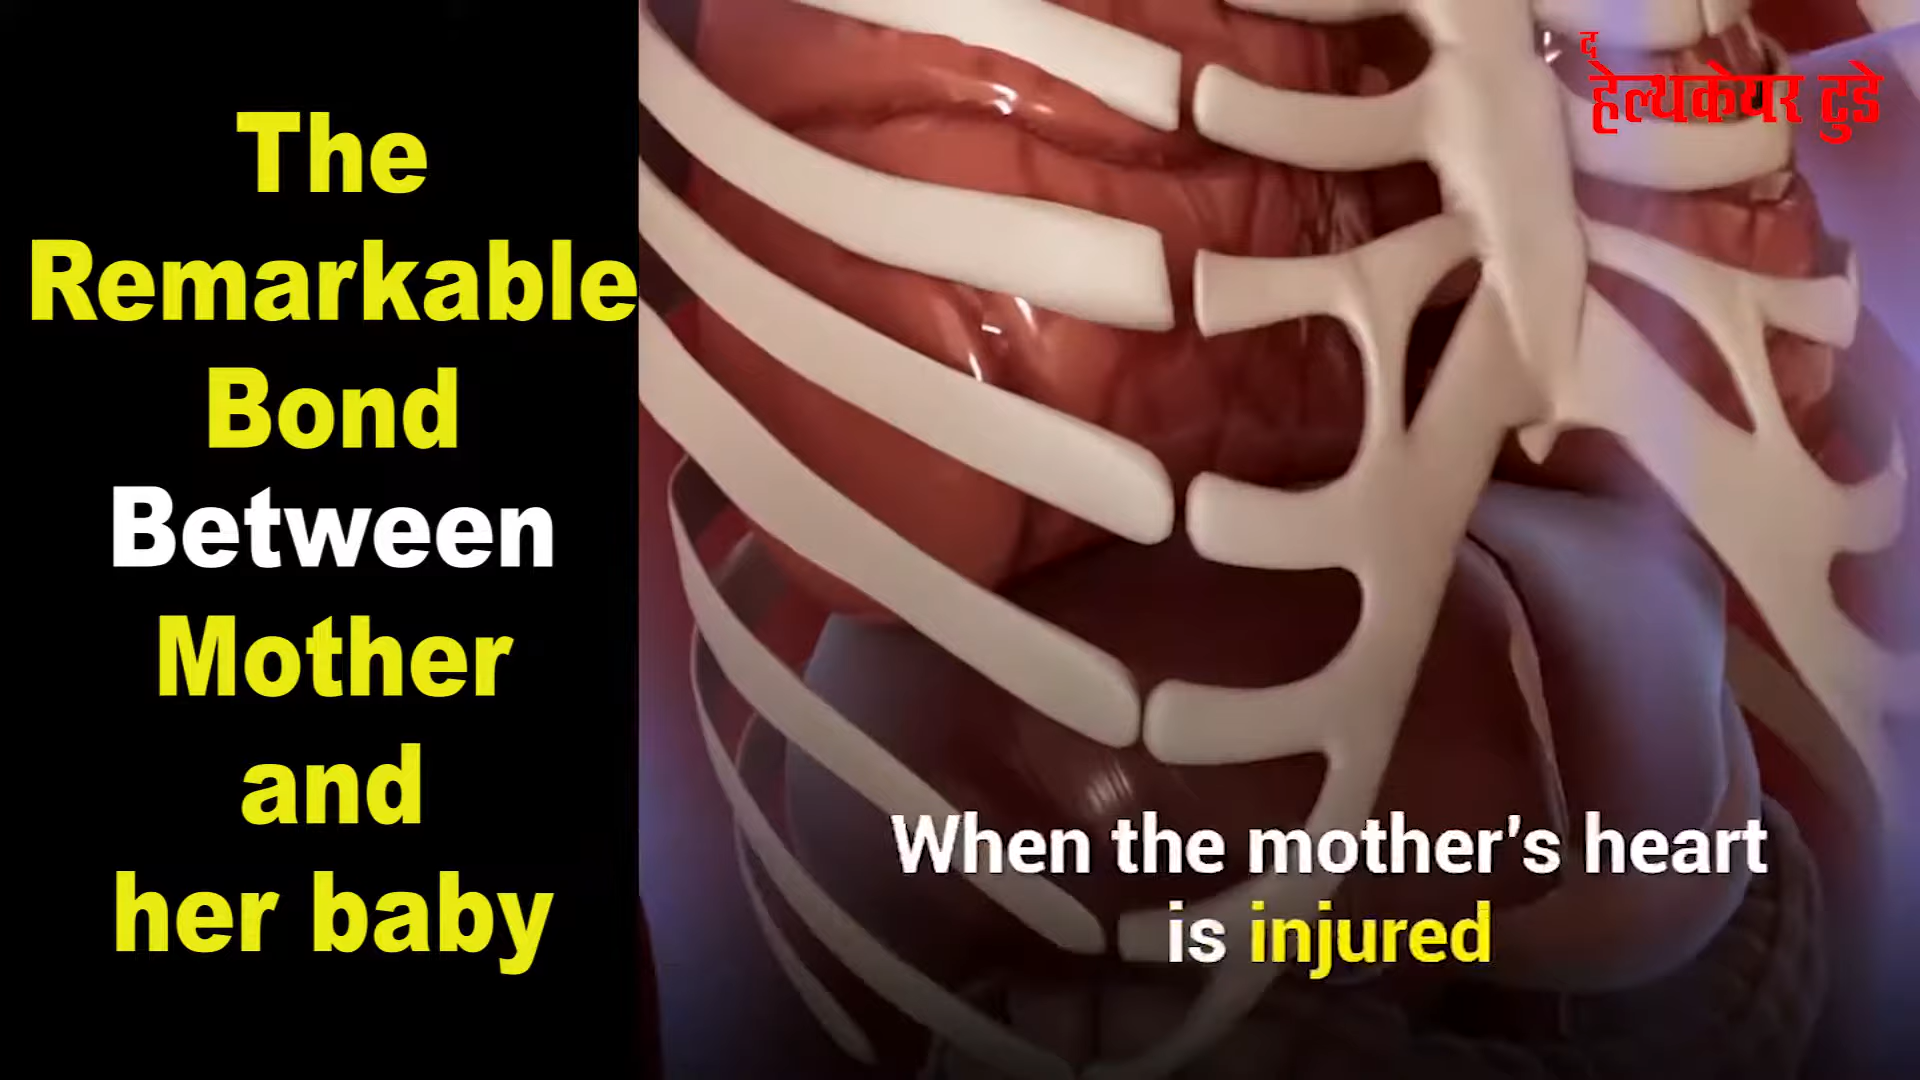 The
Remarkable
Bond
Between
Mother
and
her baby
द
हेल्थकेयर टुडे
When the mother's heart
is injured